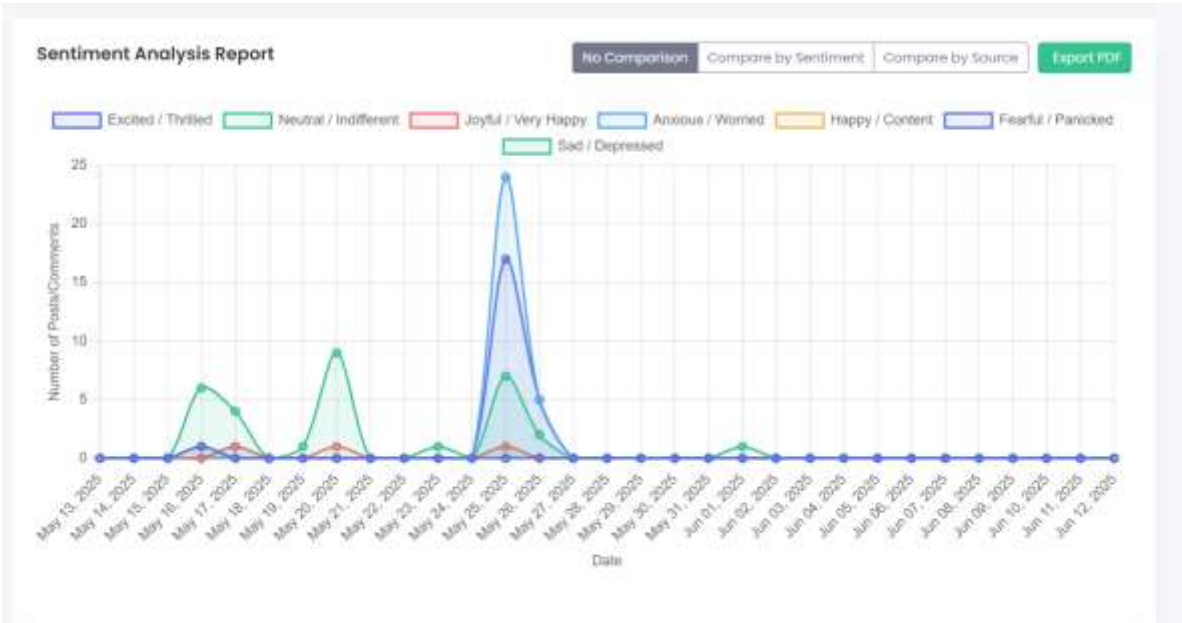 Sentiment Analysis Report
No Comparison Compare by Sentiment Compare by Source Export PDF
Excited / Thrilled Neutral / Indifferent Joyful / Very Happy Anxious / Worried Happy / Content Fearful / Panicked
Sad / Depressed
25
20
15
10
5
0
Number of Posts/Comments
May 13, 2025
May 14, 2025
May 15, 2025
May 16, 2025
May 17, 2025
May 18, 2025
May 19, 2025
May 20, 2025
May 21, 2025
May 22, 2025
May 23, 2025
May 24, 2025
May 25, 2025
May 26, 2025
May 27, 2025
May 28, 2025
May 29, 2025
May 30, 2025
May 31, 2025
Jun 01, 2025
Jun 02, 2025
Jun 03, 2025
Jun 04, 2025
Jun 05, 2025
Jun 06, 2025
Jun 07, 2025
Jun 08, 2025
Jun 09, 2025
Jun 10, 2025
Jun 11, 2025
Jun 12, 2025
Date